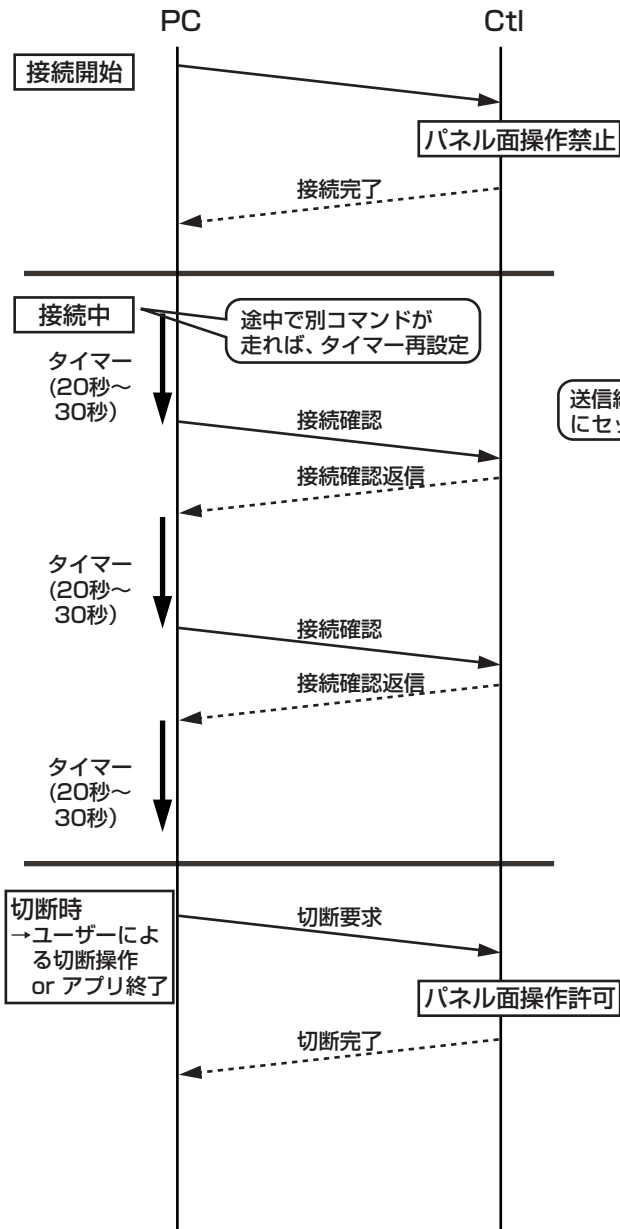 PC
Ctl
接続開始
パネル面操作禁止
接続完了
接続中
途中で別コマンドが
走れば、タイマー再設定
タイマー
(20秒～
30秒)
送信
にセッ
接続確認
接続確認返信
タイマー
(20秒～
30秒)
接続確認
接続確認返信
タイマー
(20秒～
30秒)
切断時
→ユーザーによ
る切断操作
or アプリ終了
切断要求
パネル面操作許可
切断完了